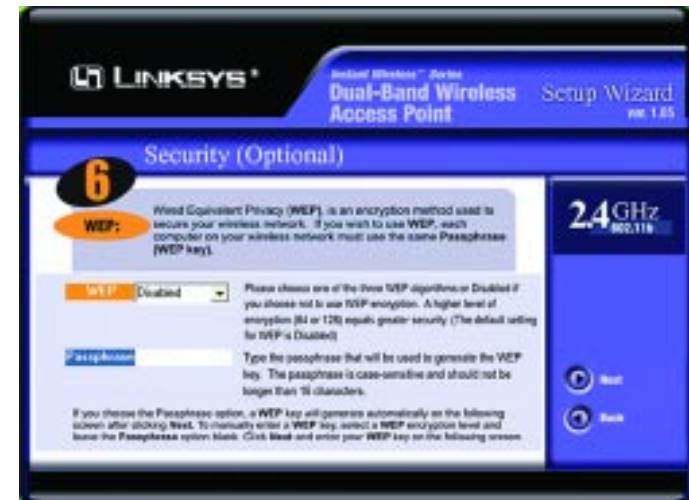 LINKSYS®
Instant Wireless™ Series
Dual-Band Wireless
Access Point
Setup Wizard
ver. 1.05
6
Security (Optional)
WEP:
Wired Equivalent Privacy (WEP), is an encryption method used to
secure your wireless network. If you wish to use WEP, each
computer on your wireless network must use the same Passphrase
(WEP key).
2.4GHz
802.11b
WEP Disabled
Please choose one of the three WEP algorithms or Disabled if
you choose not to use WEP encryption. A higher level of
encryption (64 or 128) equals greater security. (The default setting
for WEP is Disabled)
Passphrase
Type the passphrase that will be used to generate the WEP
key. The passphrase is case-sensitive and should not be
longer than 16 characters.
If you choose the Passphrase option, a WEP key will generate automatically on the following
screen after clicking Next. To manually enter a WEP key, select a WEP encryption level and
leave the Passphrase option blank. Click Next and enter your WEP key on the following screen.
Next
Back